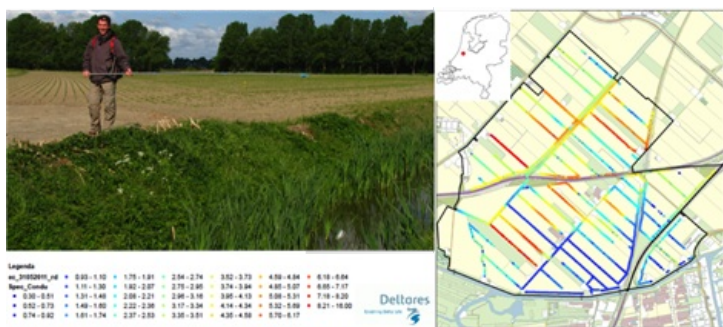 Legenda
ec_31052011_rd
Spec_Condu
0.30 - 0.51
0.52 - 0.73
0.74 - 0.92
0.93 - 1.10
1.11 - 1.30
1.31 - 1.48
1.49 - 1.60
1.61 - 1.74
1.75 - 1.91
1.92 - 2.07
2.08 - 2.21
2.22 - 2.36
2.37 - 2.53
2.54 - 2.74
2.75 - 2.95
2.96 - 3.16
3.17 - 3.34
3.35 - 3.51
3.52 - 3.73
3.74 - 3.94
3.95 - 4.13
4.14 - 4.34
4.35 - 4.58
4.59 - 4.84
4.85 - 5.07
5.08 - 5.31
5.32 - 5.69
5.70 - 6.17
6.18 - 6.64
6.65 - 7.17
7.18 - 8.20
8.21 - 16.00
Deltares